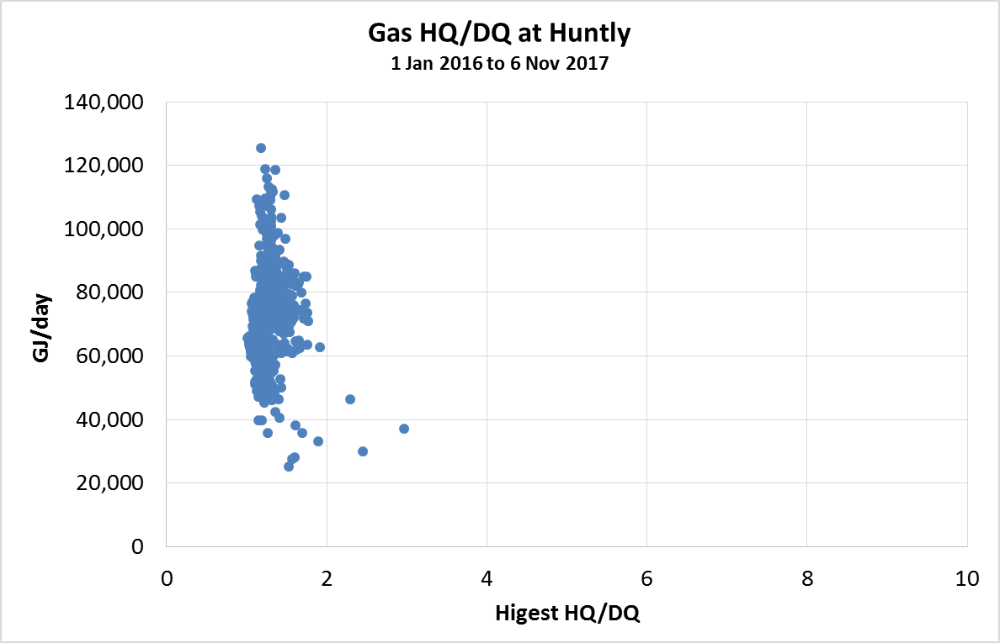 Gas HQ/DQ at Huntly
1 Jan 2016 to 6 Nov 2017
140,000
120,000
100,000
80,000
60,000
40,000
20,000
0
GJ/day
0 2 4 6 8 10
Higest HQ/DQ